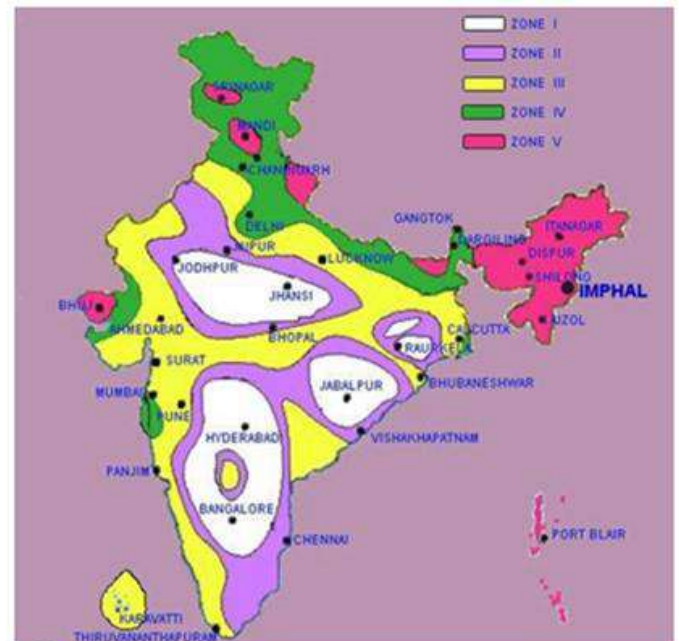 ZONE I
ZONE II
ZONE III
ZONE IV
ZONE V
SRINAGAR
MANDI
CHANDIGARH
DELHI
GANGTOK
DARGILING
ITANAGAR
DISPUR
SHILONG
IMPHAL
AIZOL
JAIPUR
LUCKNOW
JODHPUR
JHANSI
BHUJ
AHMEDABAD
BHOPAL
CALCUTTA
RAURKELA
SURAT
BHUBANESHWAR
JABALPUR
MUMBAI
PUNE
HYDERABAD
VISHAKHAPATNAM
PANJIM
BANGALORE
CHENNAI
PORT BLAIR
KARAVATTI
THIRUVANANTHAPURAM